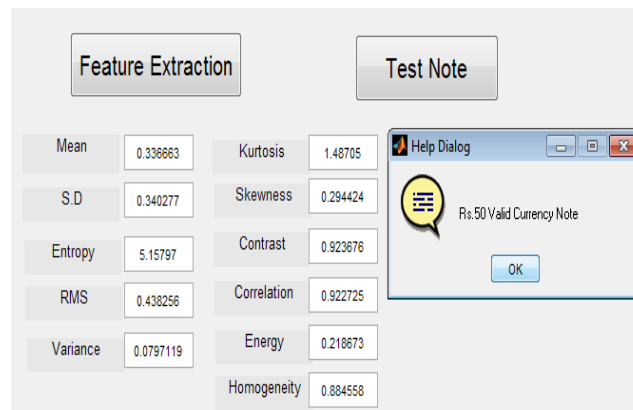 Feature Extraction
Test Note
Mean 0.336663
S.D 0.340277
Entropy 5.15797
RMS 0.438256
Variance 0.0797119
Kurtosis 1.48705
Skewness 0.294424
Contrast 0.923676
Correlation 0.922725
Energy 0.218673
Homogeneity 0.884558
Help Dialog
Rs.50 Valid Currency Note
OK